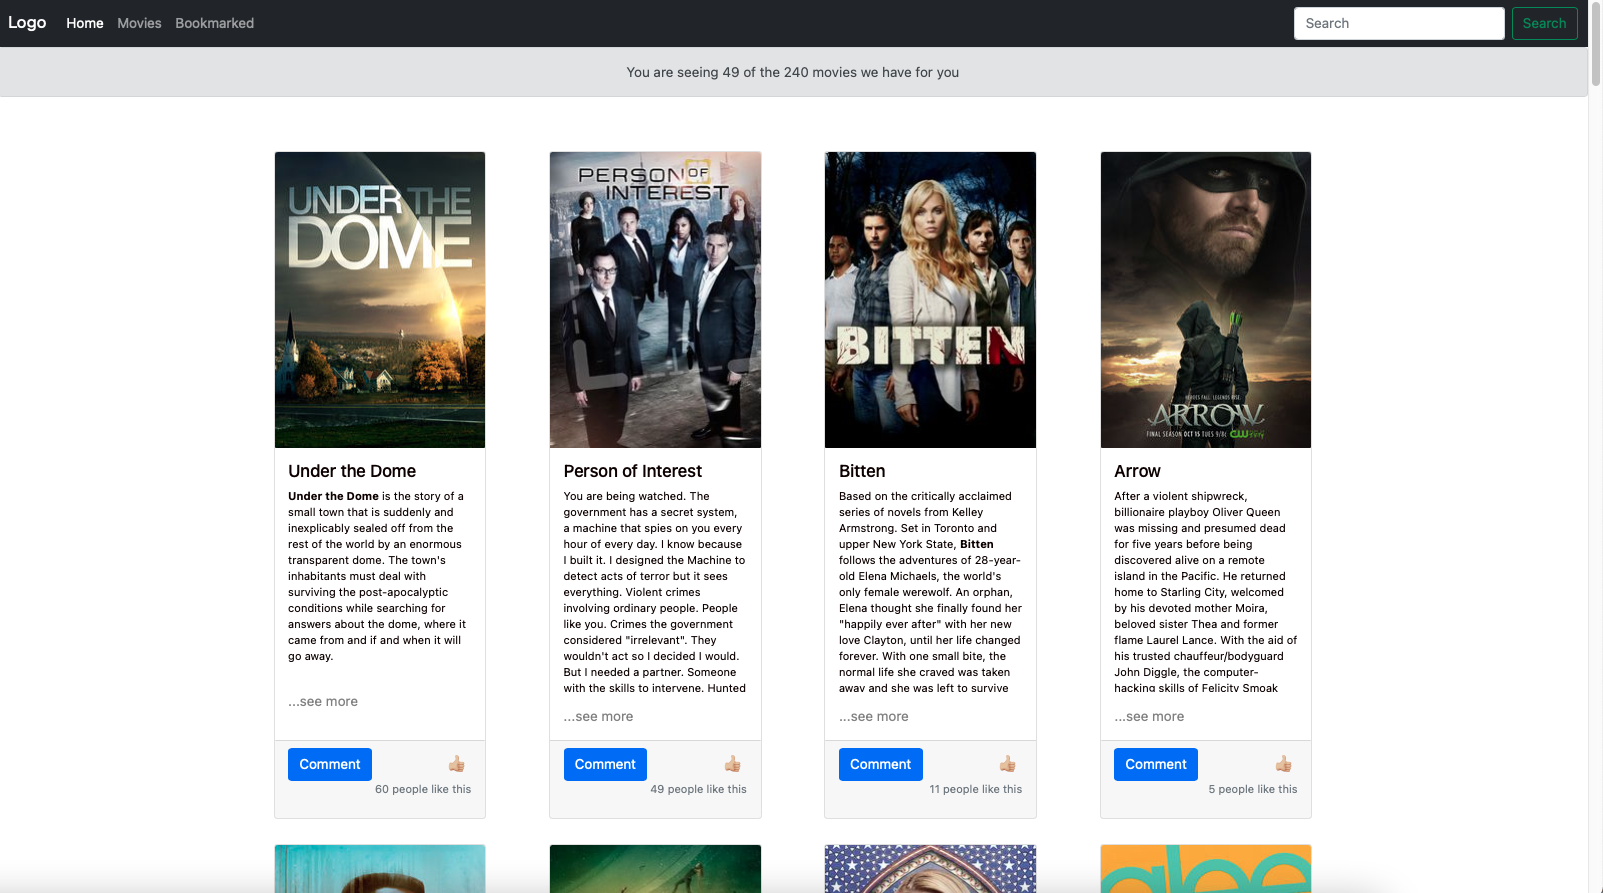 Logo Home Movies Bookmarked Search Search
You are seeing 49 of the 240 movies we have for you
UNDER THE
DOME
PERSON OF
INTEREST
BITTEN
HEROES FALL. LEGENDS RISE.
ARROW
FINAL SEASON OCT 15 TUES 9/8c CW
Under the Dome
Under the Dome is the story of a
small town that is suddenly and
inexplicably sealed off from the
rest of the world by an enormous
transparent dome. The town's
inhabitants must deal with
surviving the post-apocalyptic
conditions while searching for
answers about the dome, where it
came from and if and when it will
go away.
...see more
Comment
60 people like this
Person of Interest
You are being watched. The
government has a secret system,
a machine that spies on you every
hour of every day. I know because
I built it. I designed the Machine to
detect acts of terror but it sees
everything. Violent crimes
involving ordinary people. People
like you. Crimes the government
considered "irrelevant". They
wouldn't act so I decided I would.
But I needed a partner. Someone
with the skills to intervene. Hunted
...see more
Comment
49 people like this
Bitten
Based on the critically acclaimed
series of novels from Kelley
Armstrong. Set in Toronto and
upper New York State, Bitten
follows the adventures of 28-year-
old Elena Michaels, the world's
only female werewolf. An orphan,
Elena thought she finally found her
"happily ever after" with her new
love Clayton, until her life changed
forever. With one small bite, the
normal life she craved was taken
away and she was left to survive
...see more
Comment
11 people like this
Arrow
After a violent shipwreck,
billionaire playboy Oliver Queen
was missing and presumed dead
for five years before being
discovered alive on a remote
island in the Pacific. He returned
home to Starling City, welcomed
by his devoted mother Moira,
beloved sister Thea and former
flame Laurel Lance. With the aid of
his trusted chauffeur/bodyguard
John Diggle, the computer-
hacking skills of Felicity Smoak
...see more
Comment
5 people like this
glee